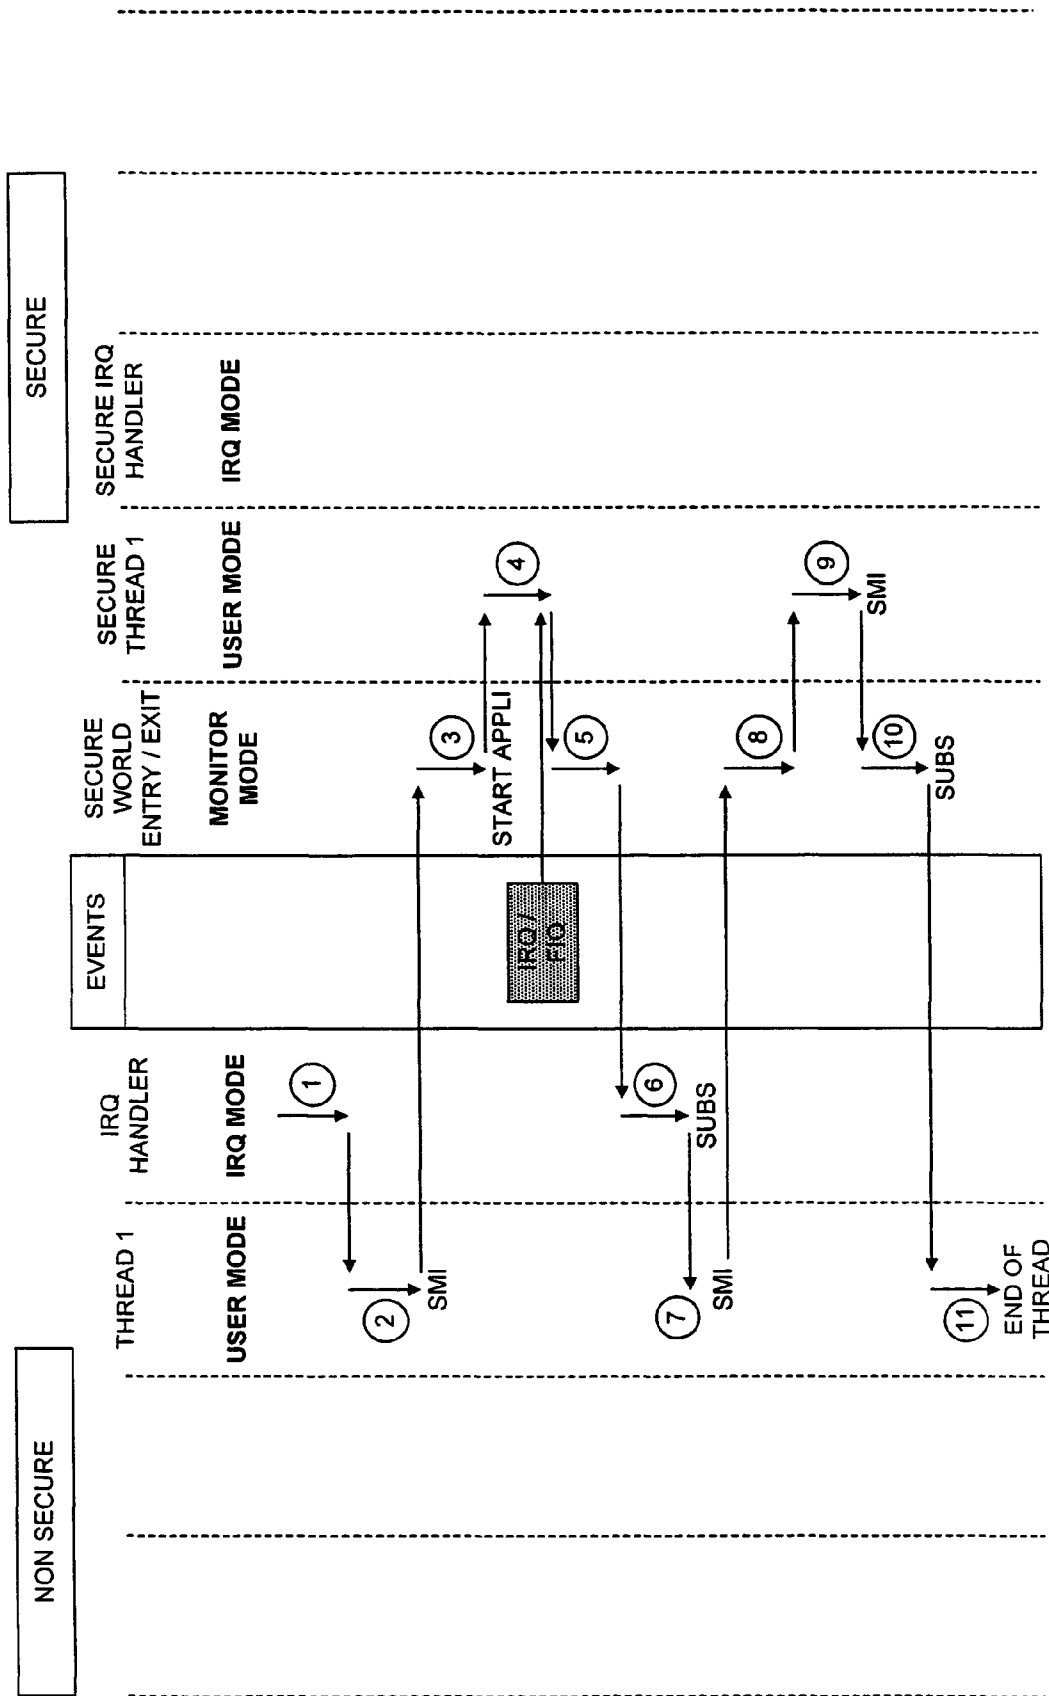 NON SECURE
SECURE
THREAD 1
USER MODE
IRQ
HANDLER
IRQ MODE
EVENTS
SECURE
WORLD
ENTRY / EXIT
MONITOR
MODE
SECURE
THREAD 1
USER MODE
SECURE IRQ
HANDLER
IRQ MODE
1
2
SMI
3
START APPLI
4
IRQ /
FIQ
5
6
SUBS
7
SMI
8
9
SMI
10
SUBS
11
END OF
THREAD